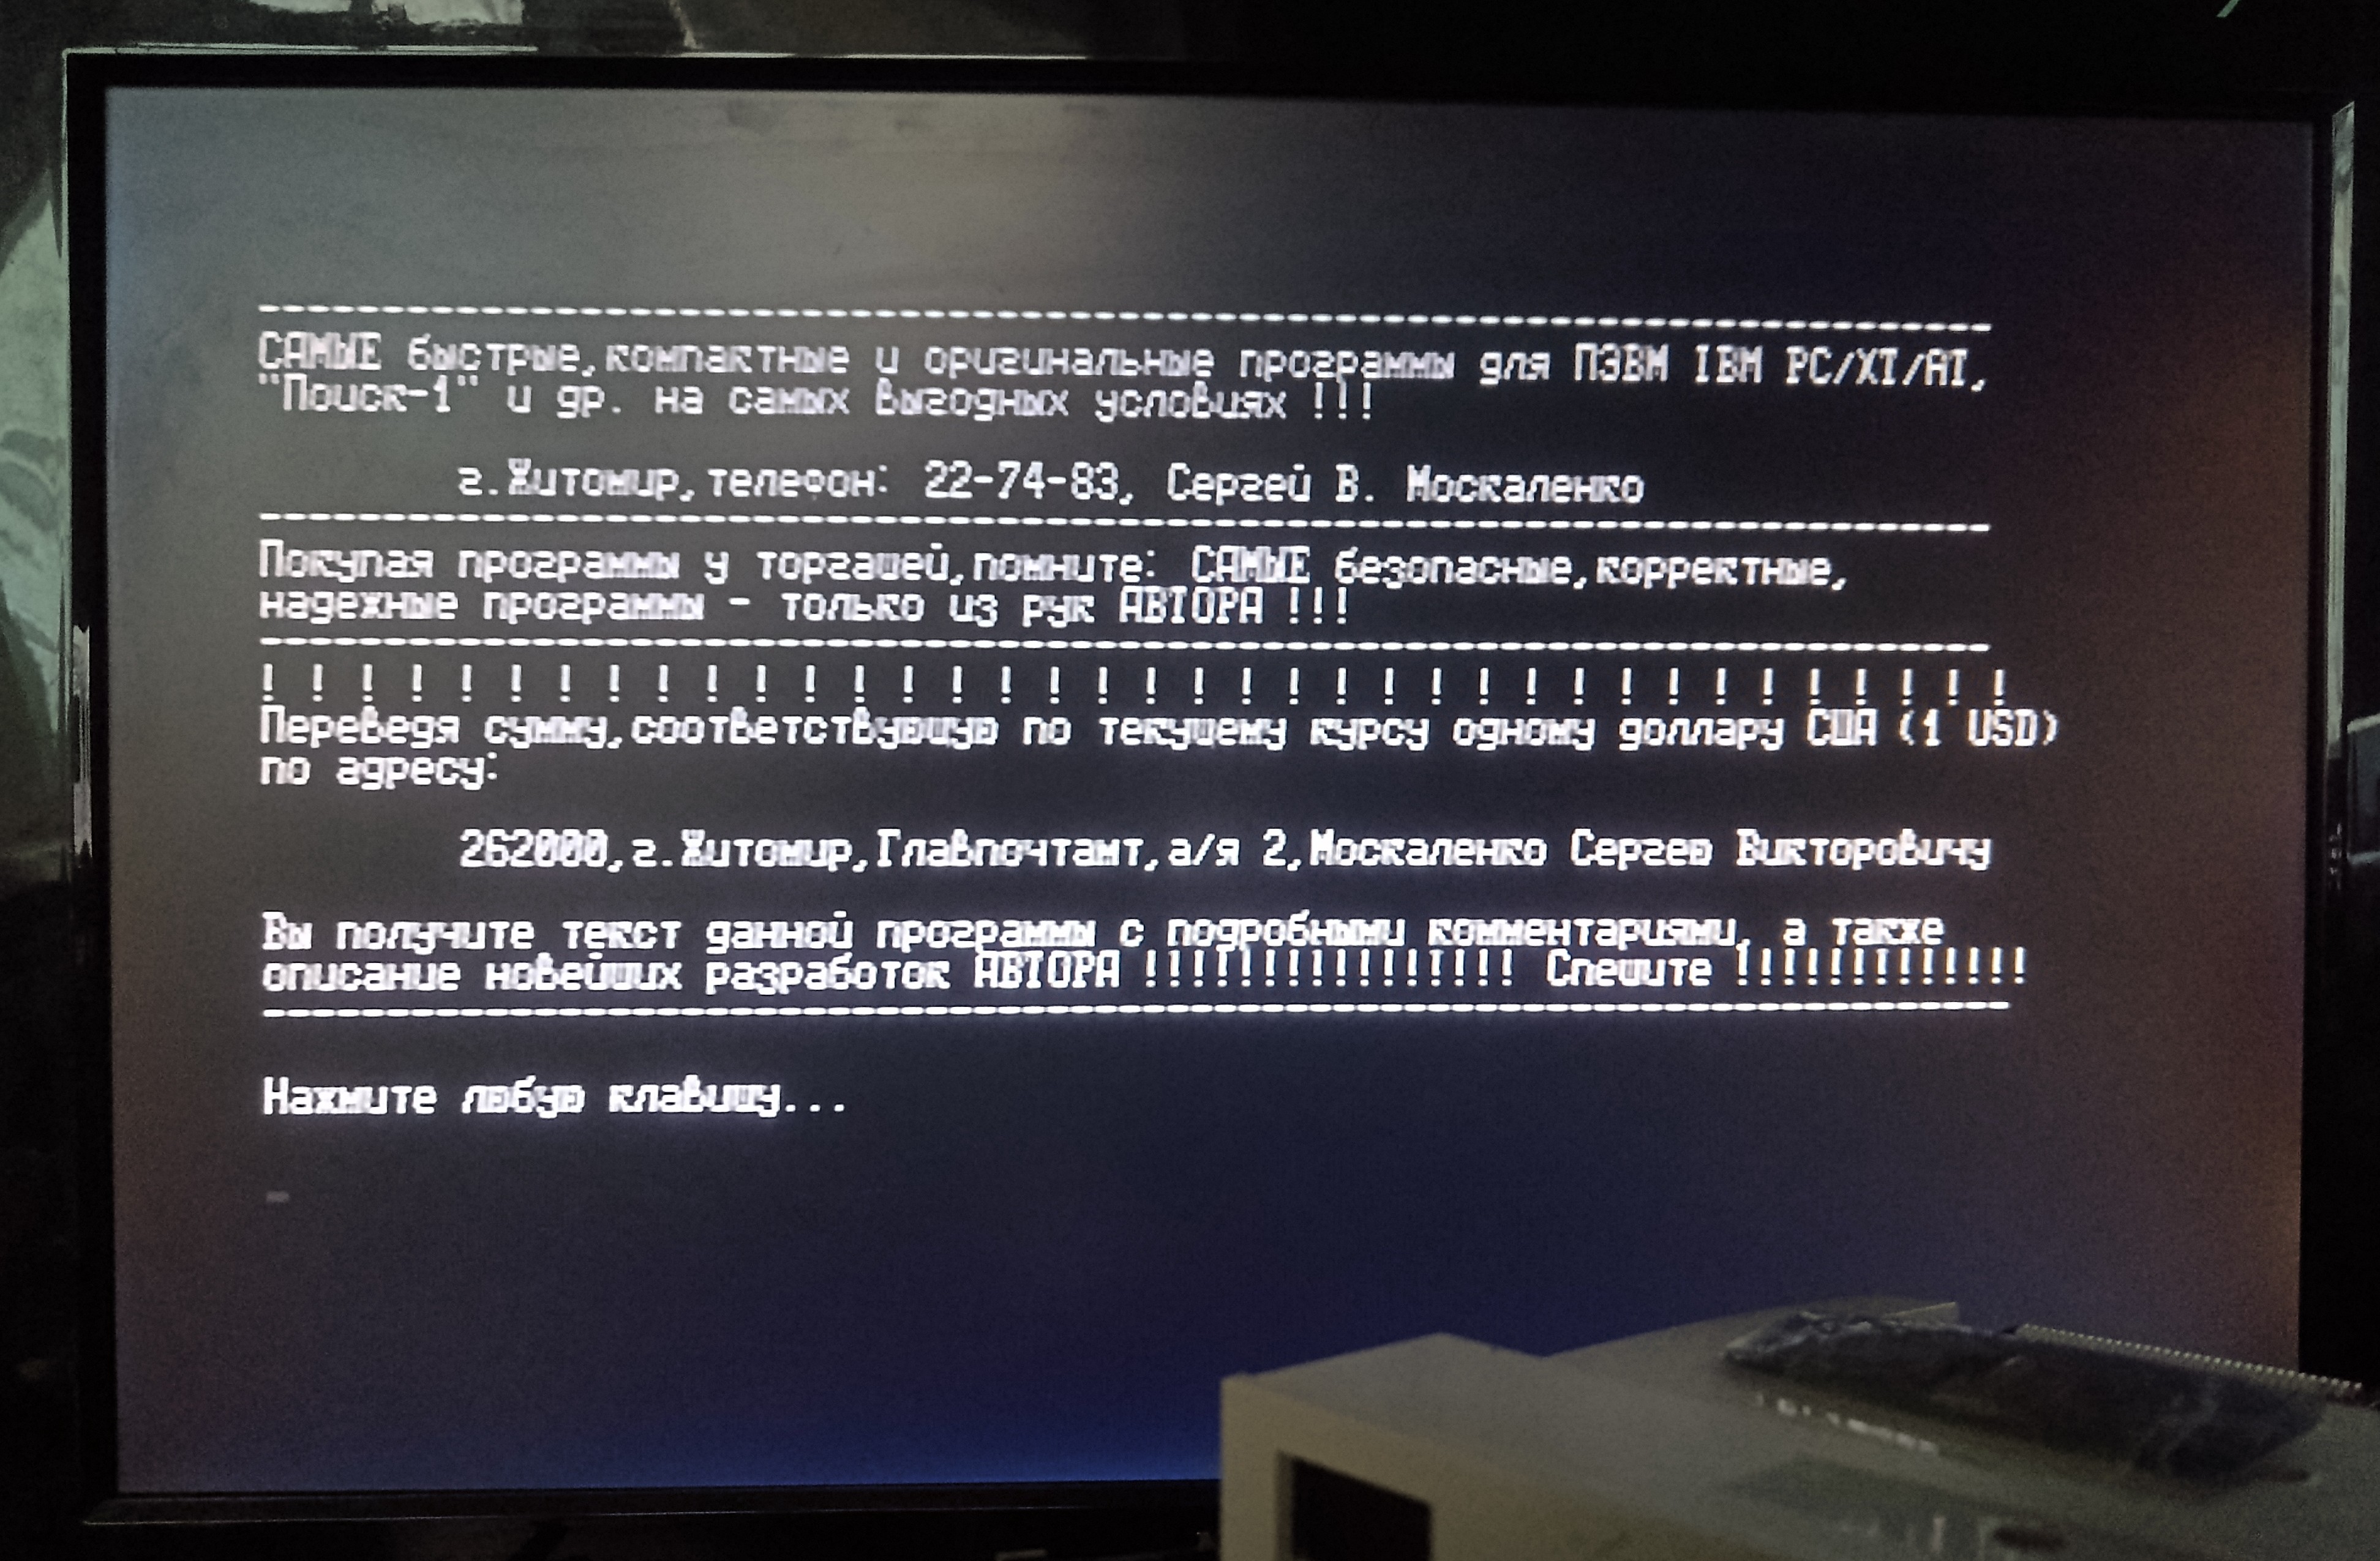 ------------------------------------------------------------------------
САМЫЕ быстрые,компактные и оригинальные программы для ПЭВМ IBM PC/XT/AT,
"Поиск-1" и др. на самых выгодных условиях !!!
г.Житомир,телефон: 22-74-83, Сергей В. Москаленко
------------------------------------------------------------------------
Покупая программы у торгашей,помните: САМЫЕ безопасные,корректные,
надежные программы - только из рук АВТОРА !!!
------------------------------------------------------------------------
! ! ! ! ! ! ! ! ! ! ! ! ! ! ! ! ! ! ! ! ! ! ! ! ! ! ! ! ! ! ! ! ! ! ! ! !
Переведя сумму,соответствующую по текущему курсу одному доллару США (1 USD)
по адресу:
262000,г.Житомир,Главпочтамт,а/я 2,Москаленко Сергею Викторовичу
Вы получите текст данной программы с подробными комментариями, а также
описание новейших разработок АВТОРА !!!!!!!!!!!!!!!! Спешите !!!!!!!!!!!!!
------------------------------------------------------------------------
Нажмите любую клавишу...